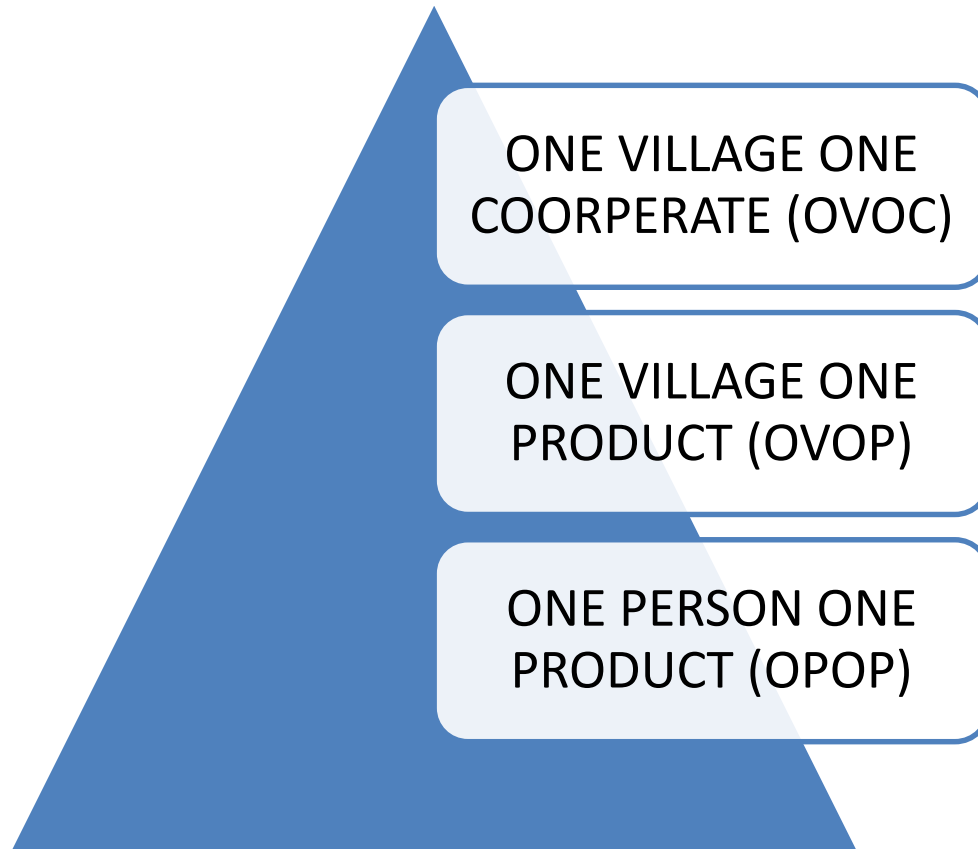 ONE VILLAGE ONE
COORPERATE (OVOC)
ONE VILLAGE ONE
PRODUCT (OVOP)
ONE PERSON ONE
PRODUCT (OPOP)